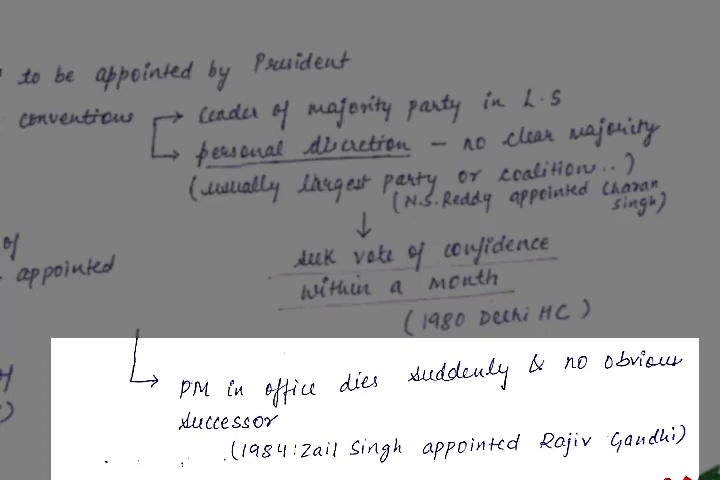 to be appointed by President
conventions → Leader of majority party in L.S
→ personal discretion – no clear majority
(usually largest party or coalition..)
(N.S.Reddy appointed Charan
Singh)
↓
of
appointed
seek vote of confidence
within a month
(1980 Delhi HC)
→ PM in office dies suddenly & no obvious
successor
(1984: Zail Singh appointed Rajiv Gandhi)